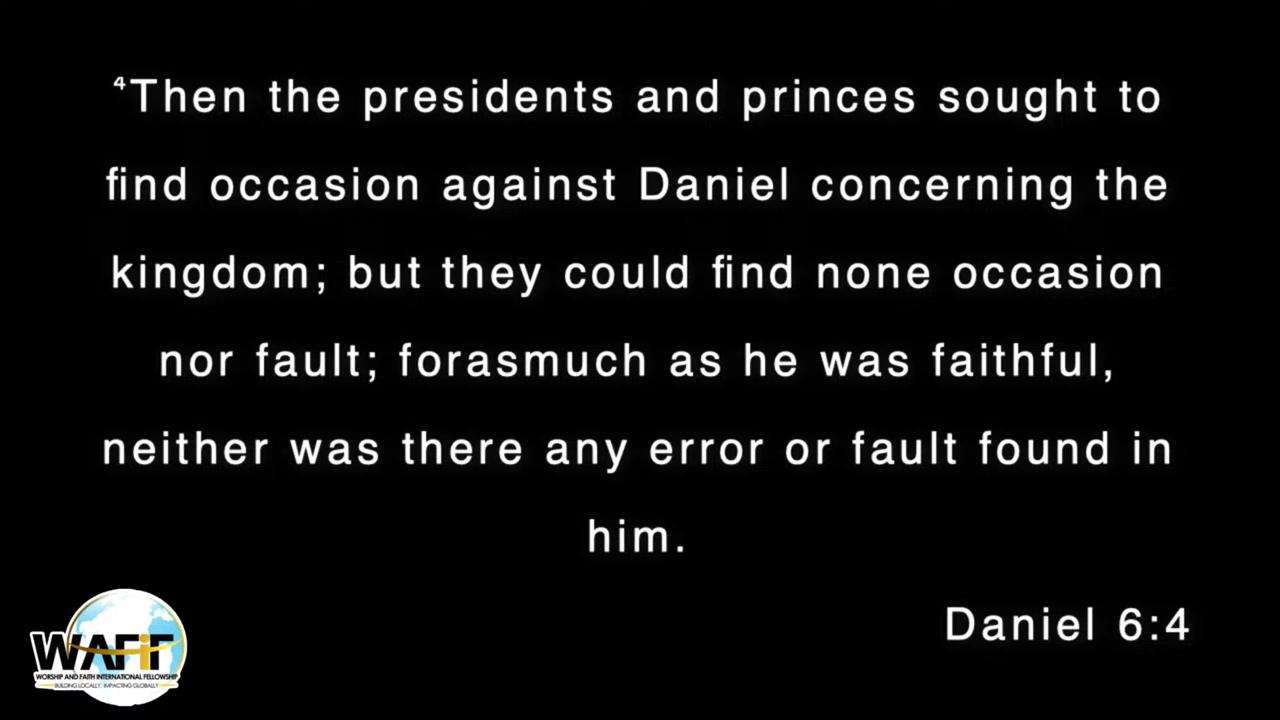 ⁴Then the presidents and princes sought to
find occasion against Daniel concerning the
kingdom; but they could find none occasion
nor fault; forasmuch as he was faithful,
neither was there any error or fault found in
him.
Daniel 6:4
WAFIF
WORSHIP AND FAITH INTERNATIONAL FELLOWSHIP
BUILDING LOCALLY, IMPACTING GLOBALLY